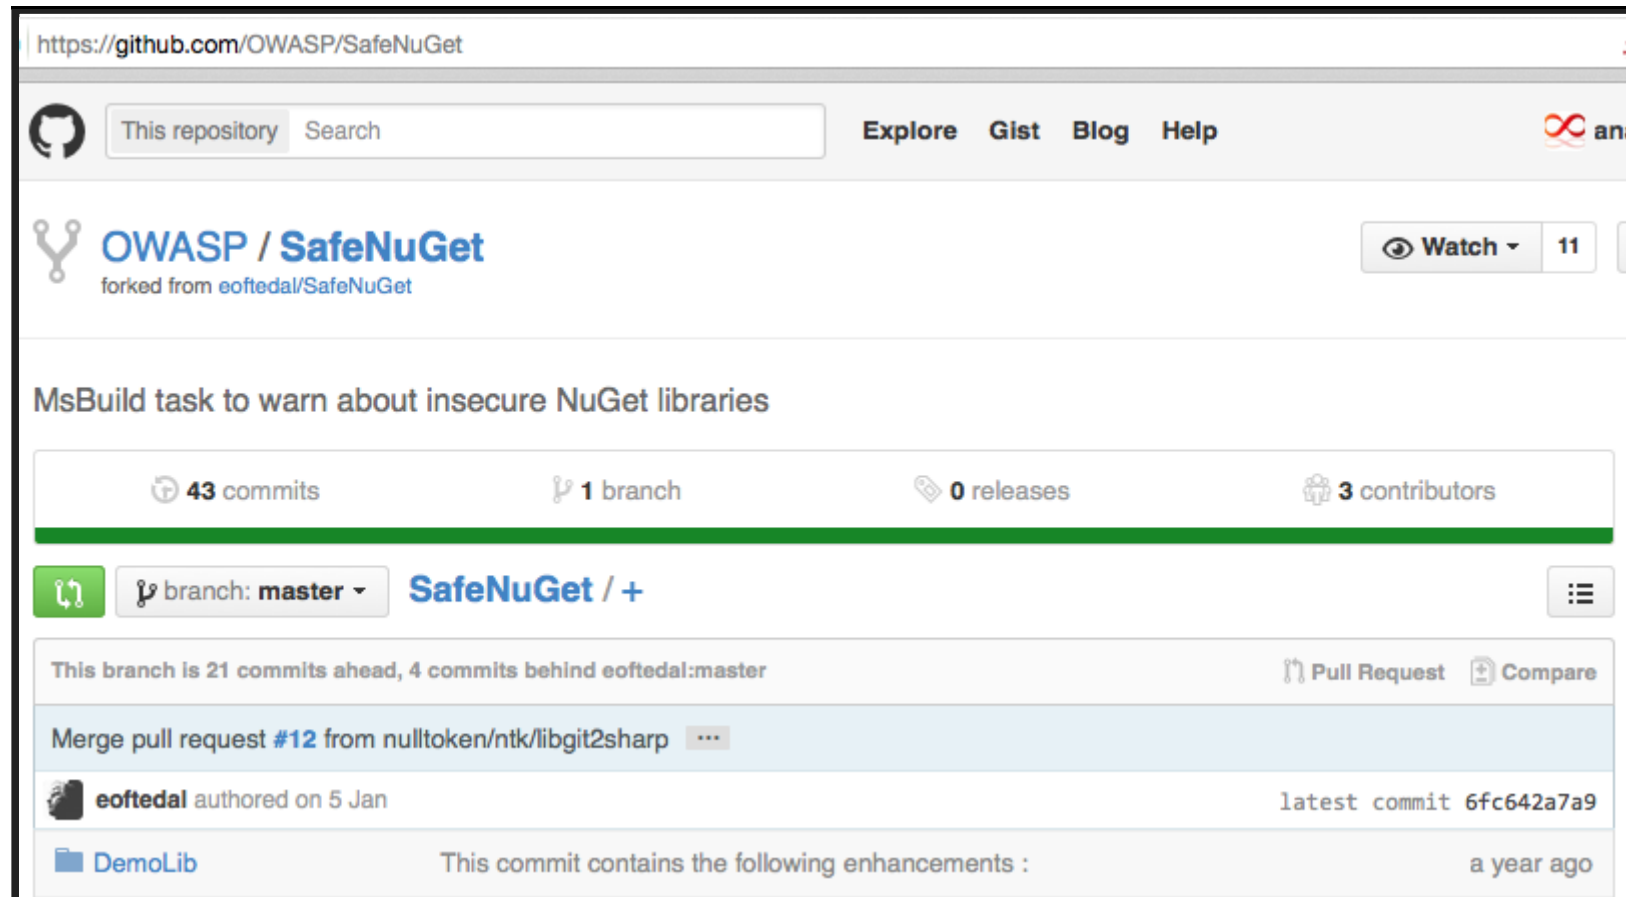 https://github.com/OWASP/SafeNuGet
This repository Search Explore Gist Blog Help
OWASP / SafeNuGet Watch 11
forked from eoftedal/SafeNuGet
MsBuild task to warn about insecure NuGet libraries
43 commits 1 branch 0 releases 3 contributors
branch: master SafeNuGet / +
This branch is 21 commits ahead, 4 commits behind eoftedal:master Pull Request Compare
Merge pull request #12 from nulltoken/ntk/libgit2sharp ...
eoftedal authored on 5 Jan latest commit 6fc642a7a9
DemoLib This commit contains the following enhancements : a year ago